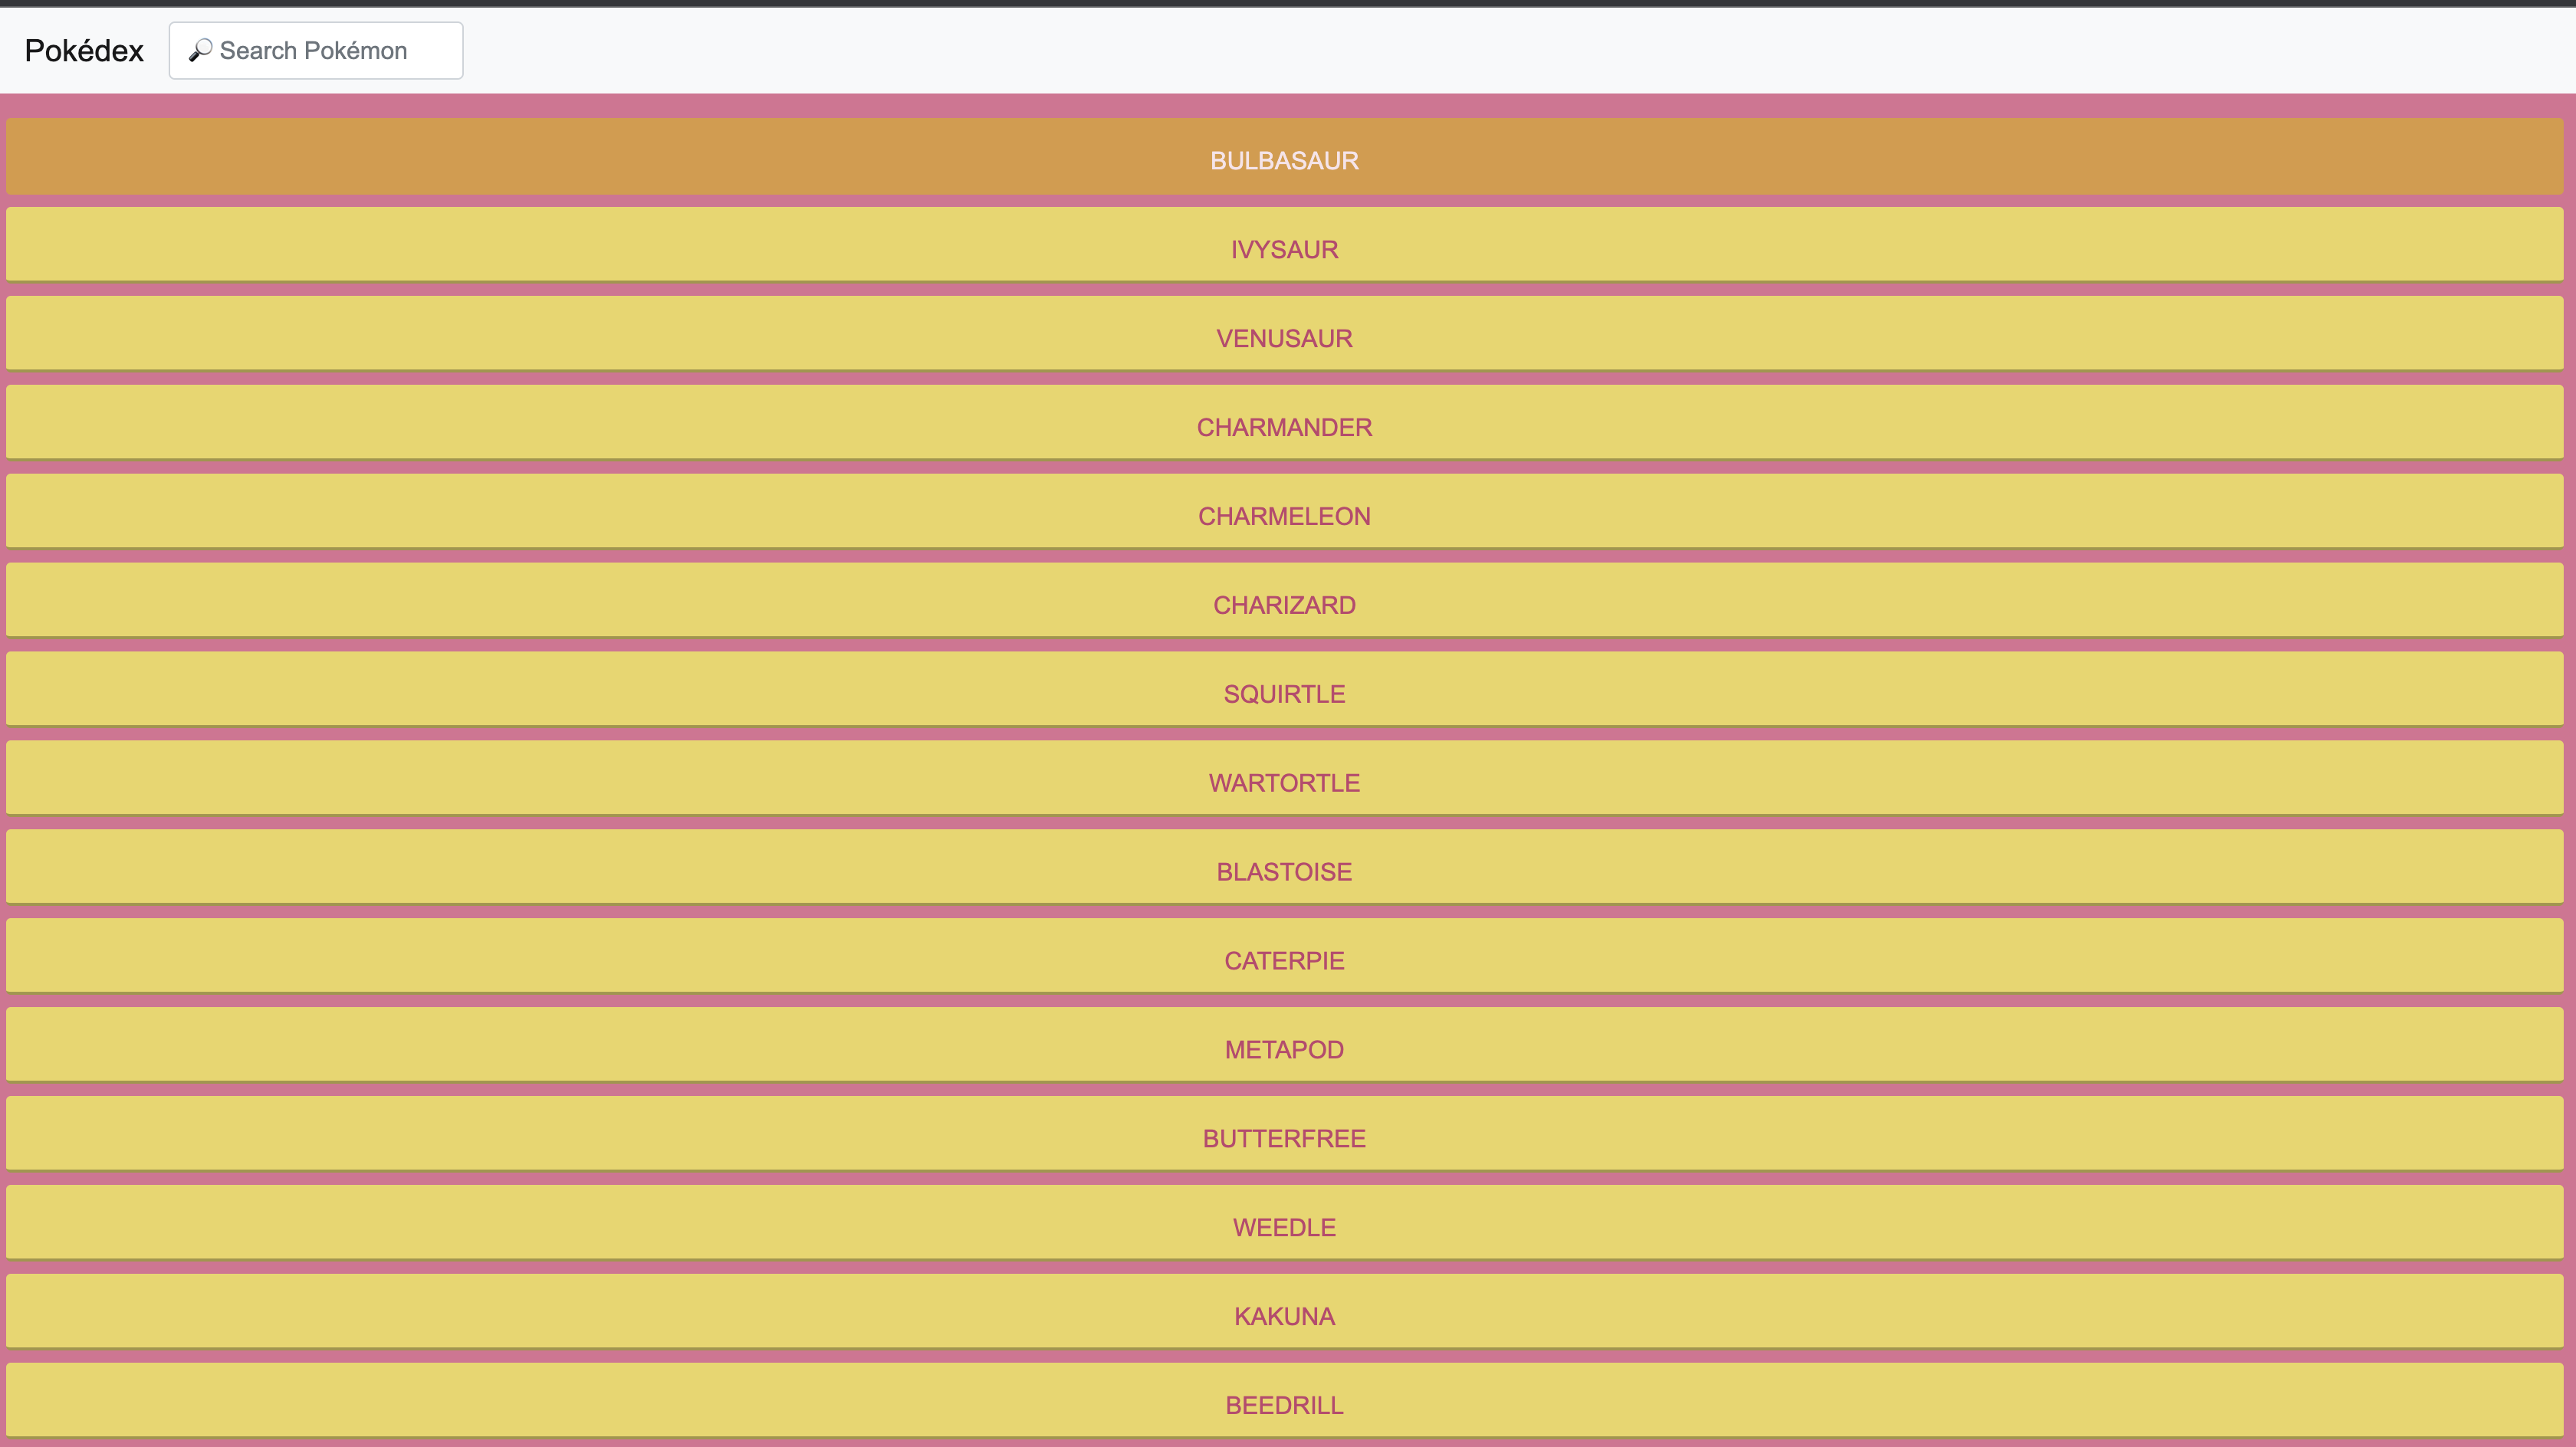 Pokédex
🔎 Search Pokémon
BULBASAUR
IVYSAUR
VENUSAUR
CHARMANDER
CHARMELEON
CHARIZARD
SQUIRTLE
WARTORTLE
BLASTOISE
CATERPIE
METAPOD
BUTTERFREE
WEEDLE
KAKUNA
BEEDRILL